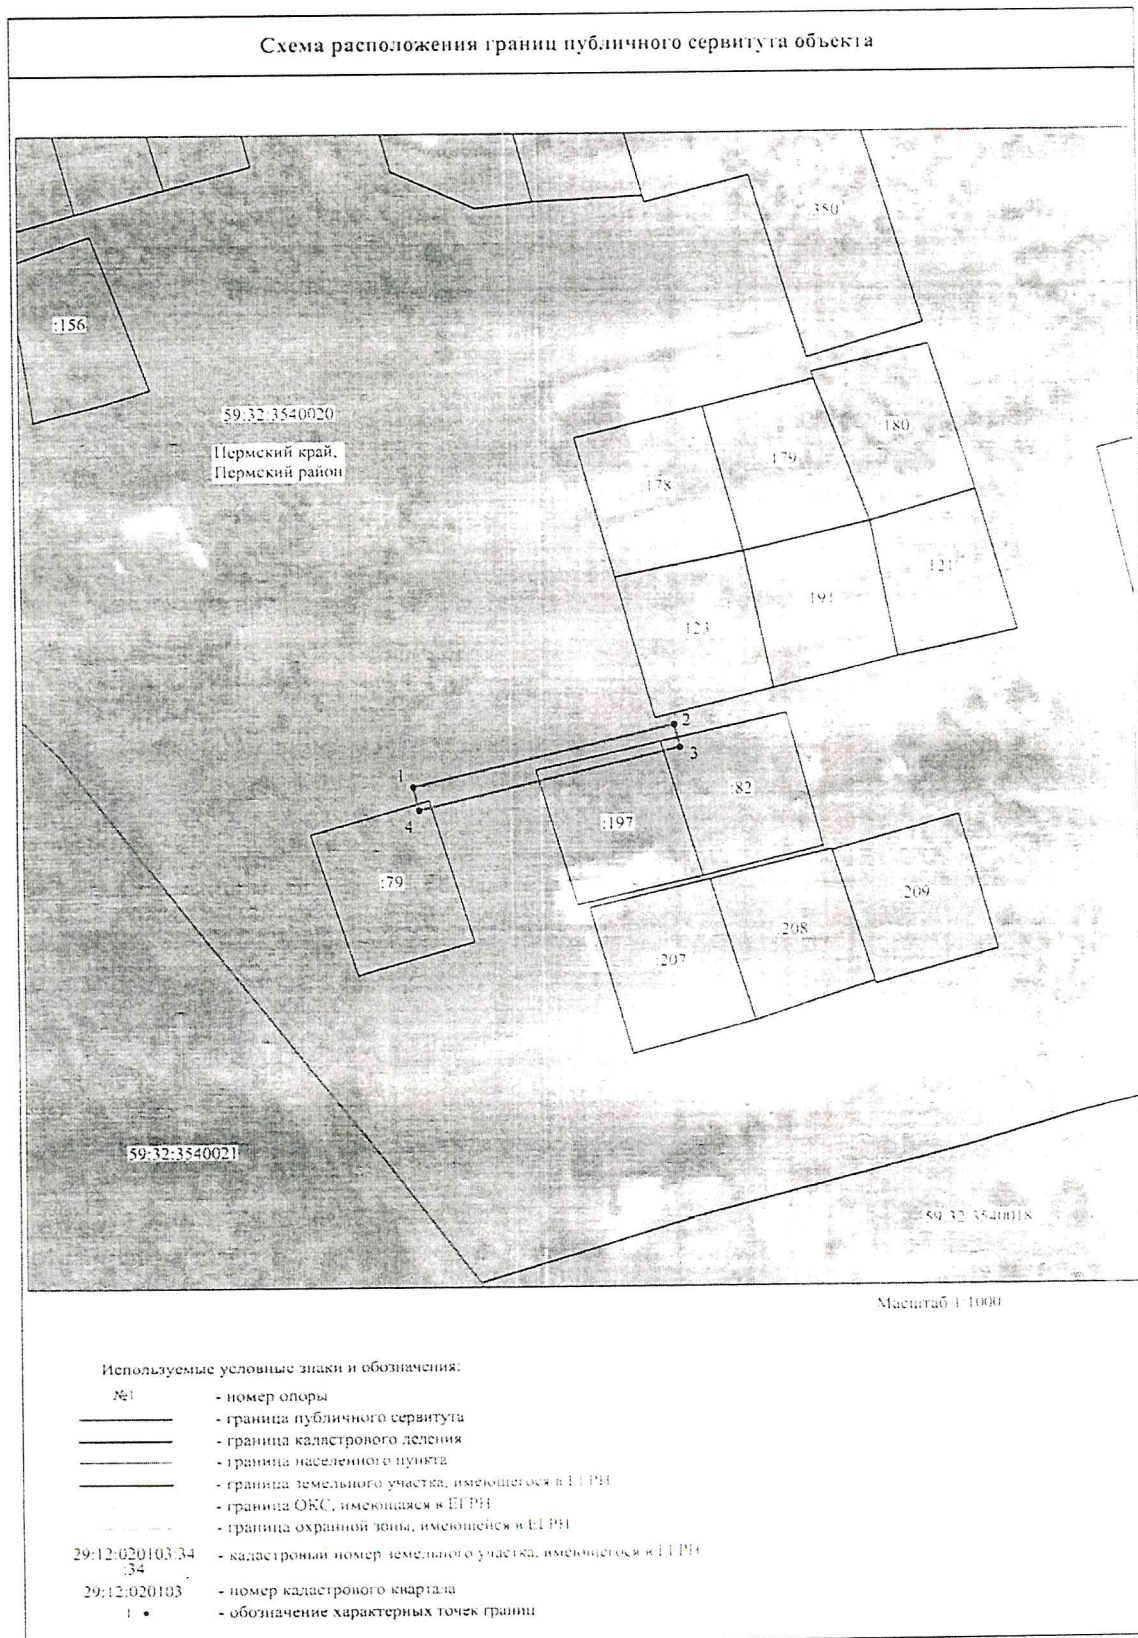 Схема расположения границ публичного сервитута объекта
:350
:156
59:32:3540020
:180
Пермский край,
:179
Пермский район
:178
:121
:191
:123
2
3
1
:82
4
:197
:79
:209
:208
:207
59:32:3540021
59:32:3540018
Масштаб 1:1000
Используемые условные знаки и обозначения:
№1 - номер опоры
- граница публичного сервитута
- граница кадастрового деления
- граница населенного пункта
- граница земельного участка, имеющегося в ЕГРН
- граница ОКС, имеющаяся в ЕГРН
- граница охранной зоны, имеющейся в ЕГРН
29:12:020103:34 - кадастровый номер земельного участка, имеющегося в ЕГРН
:34
29:12:020103 - номер кадастрового квартала
1 • - обозначение характерных точек границ